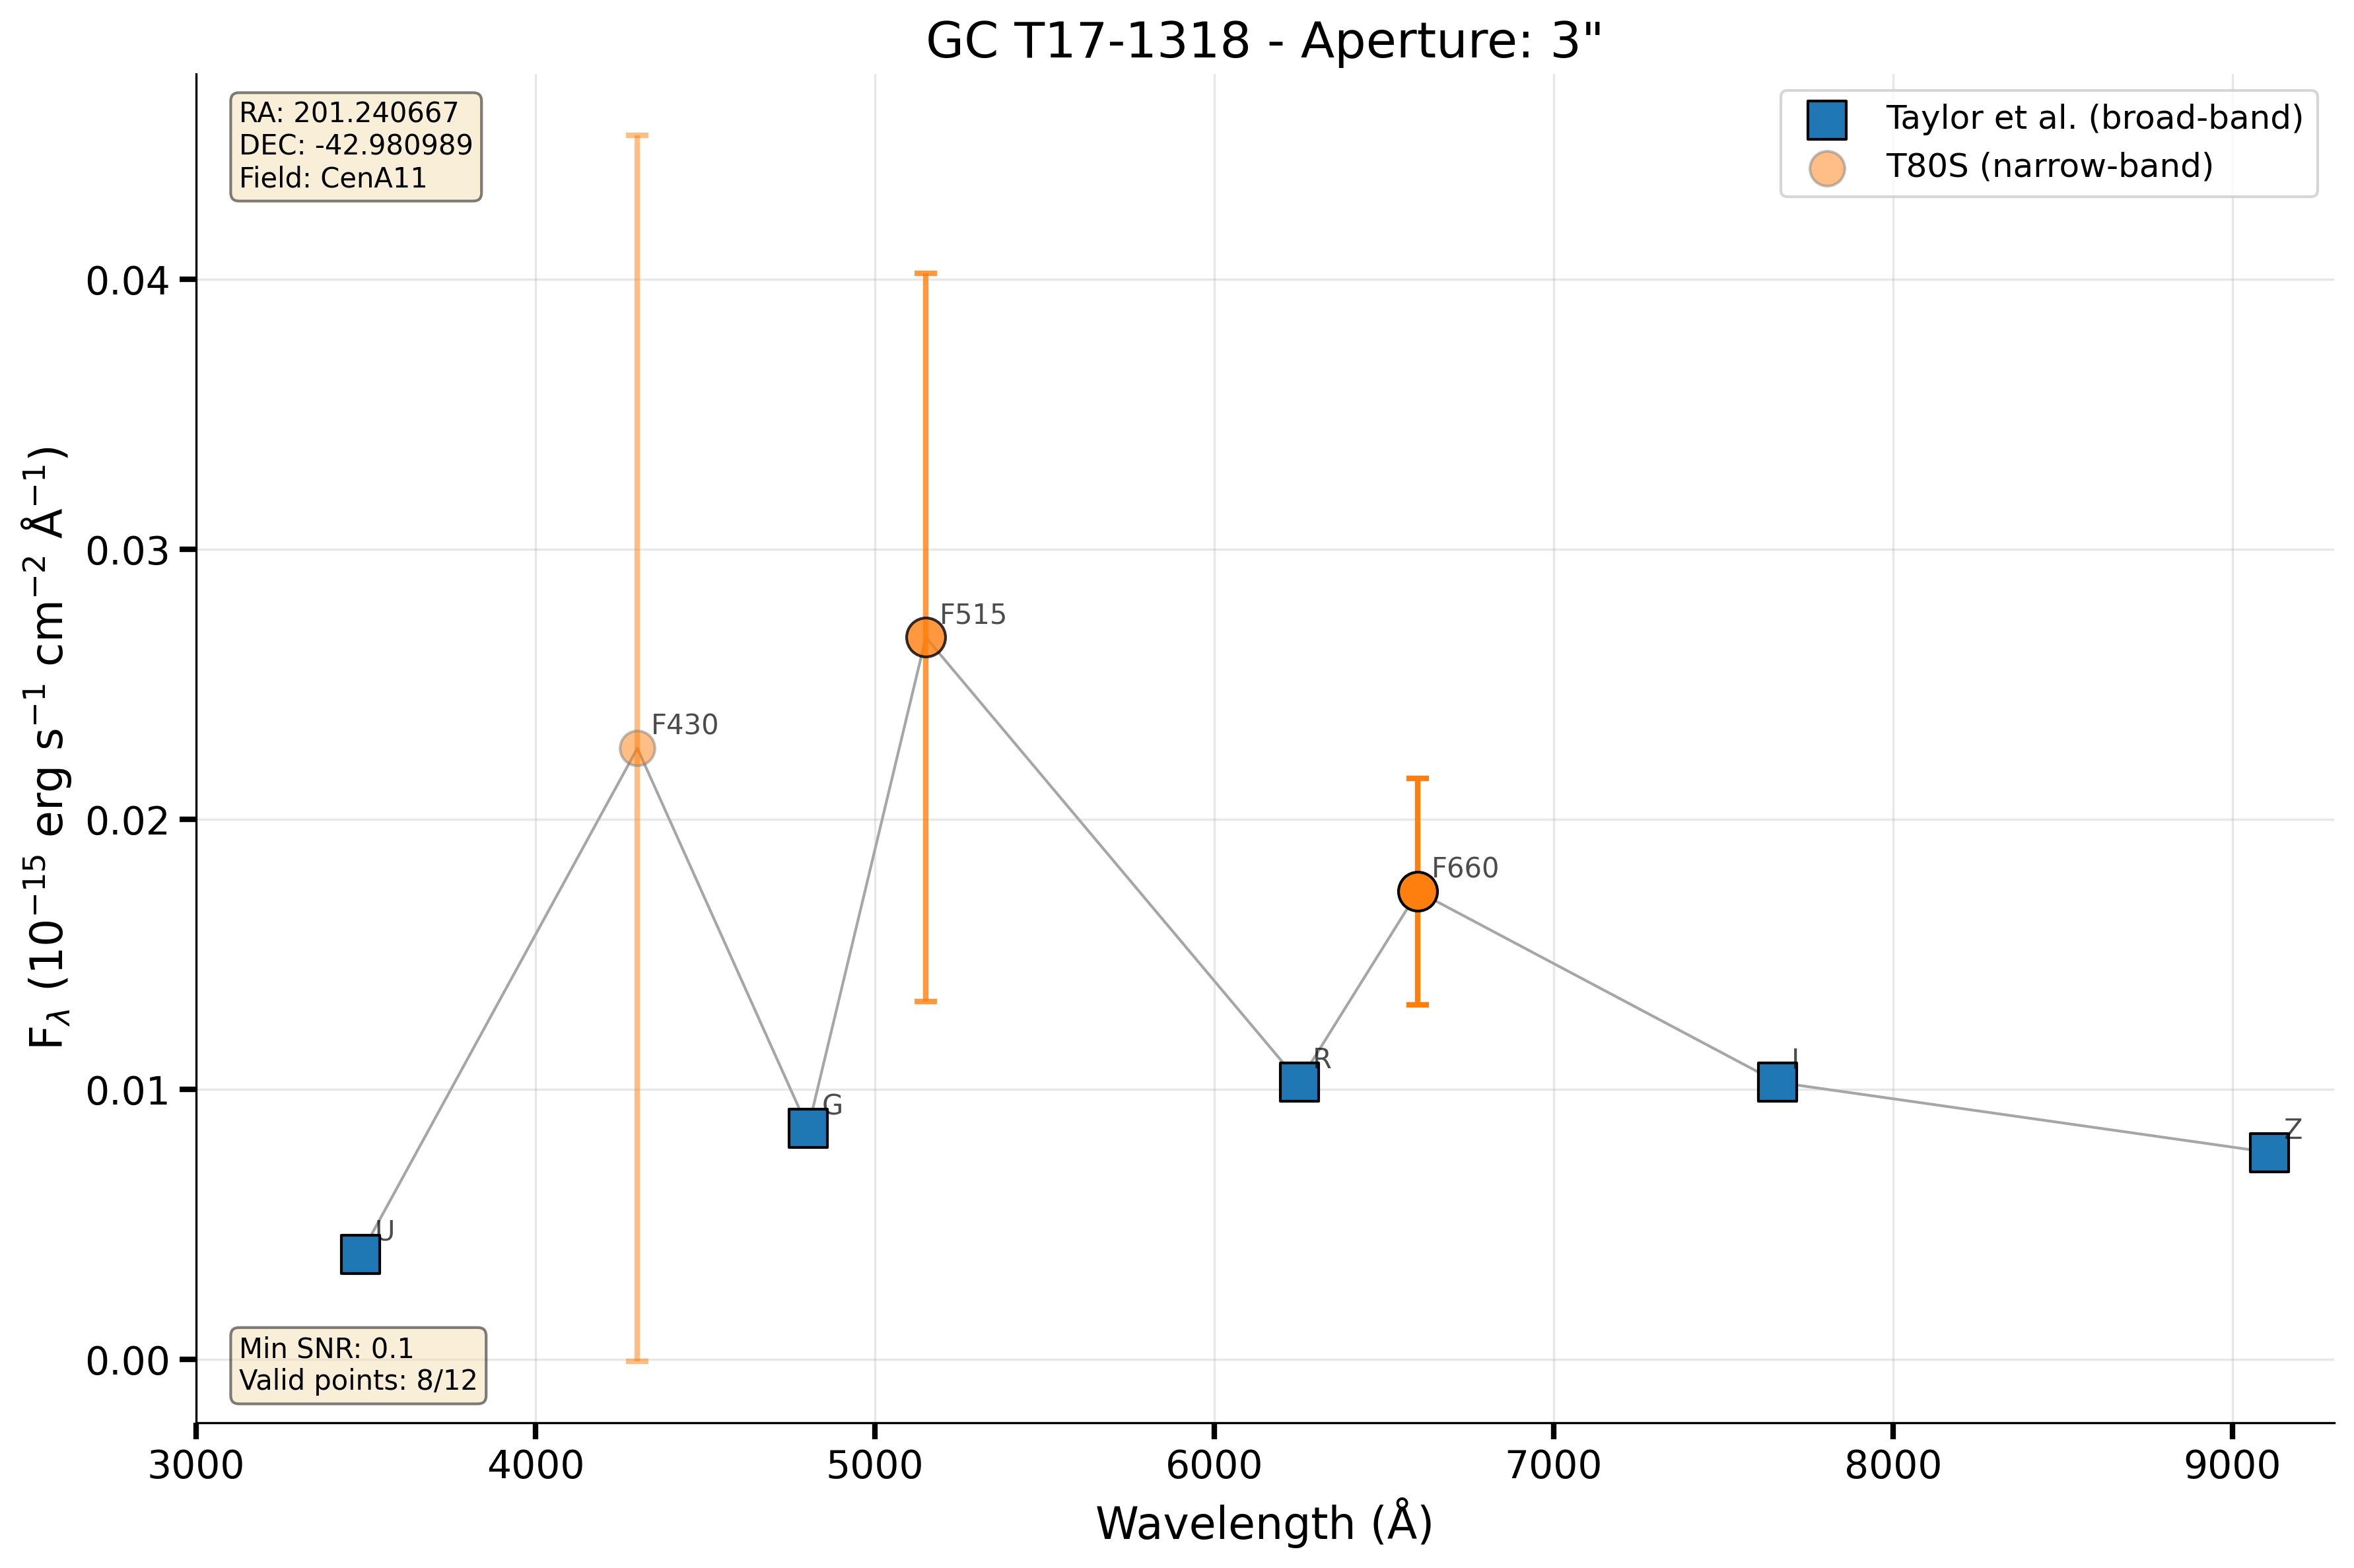 GC T17-1318 - Aperture: 3"
RA: 201.240667
DEC: -42.980989
Field: CenA11
Taylor et al. (broad-band)
T80S (narrow-band)
0.04
0.03
0.02
0.01
0.00
F_λ (10⁻¹⁵ erg s⁻¹ cm⁻² Å⁻¹)
F515
F430
F660
R
I
G
Z
U
Min SNR: 0.1
Valid points: 8/12
3000 4000 5000 6000 7000 8000 9000
Wavelength (Å)